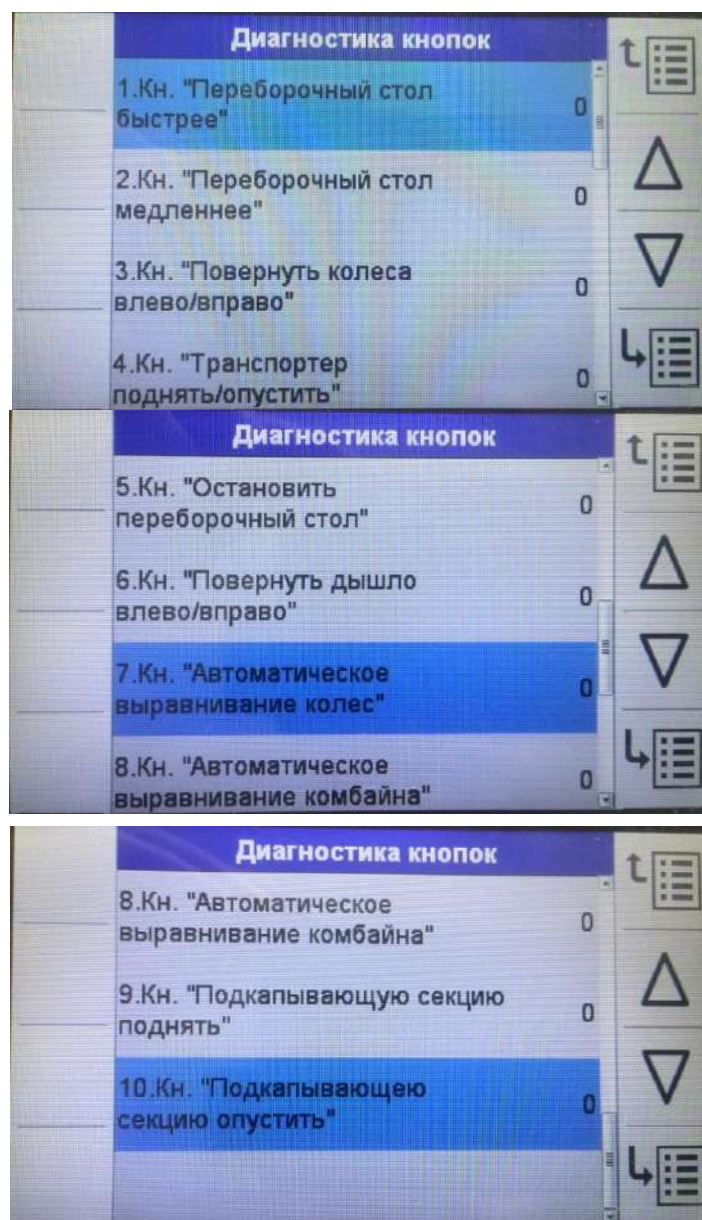 Диагностика кнопок
1.Кн. "Переборочный стол
быстрее"
0
2.Кн. "Переборочный стол
медленнее"
0
3.Кн. "Повернуть колеса
влево/вправо"
0
4.Кн. "Транспортер
поднять/опустить"
0
Диагностика кнопок
5.Кн. "Остановить
переборочный стол"
0
6.Кн. "Повернуть дышло
влево/вправо"
0
7.Кн. "Автоматическое
выравнивание колес"
0
8.Кн. "Автоматическое
выравнивание комбайна"
0
Диагностика кнопок
8.Кн. "Автоматическое
выравнивание комбайна"
0
9.Кн. "Подкапывающую секцию
поднять"
0
10.Кн. "Подкапывающею
секцию опустить"
0